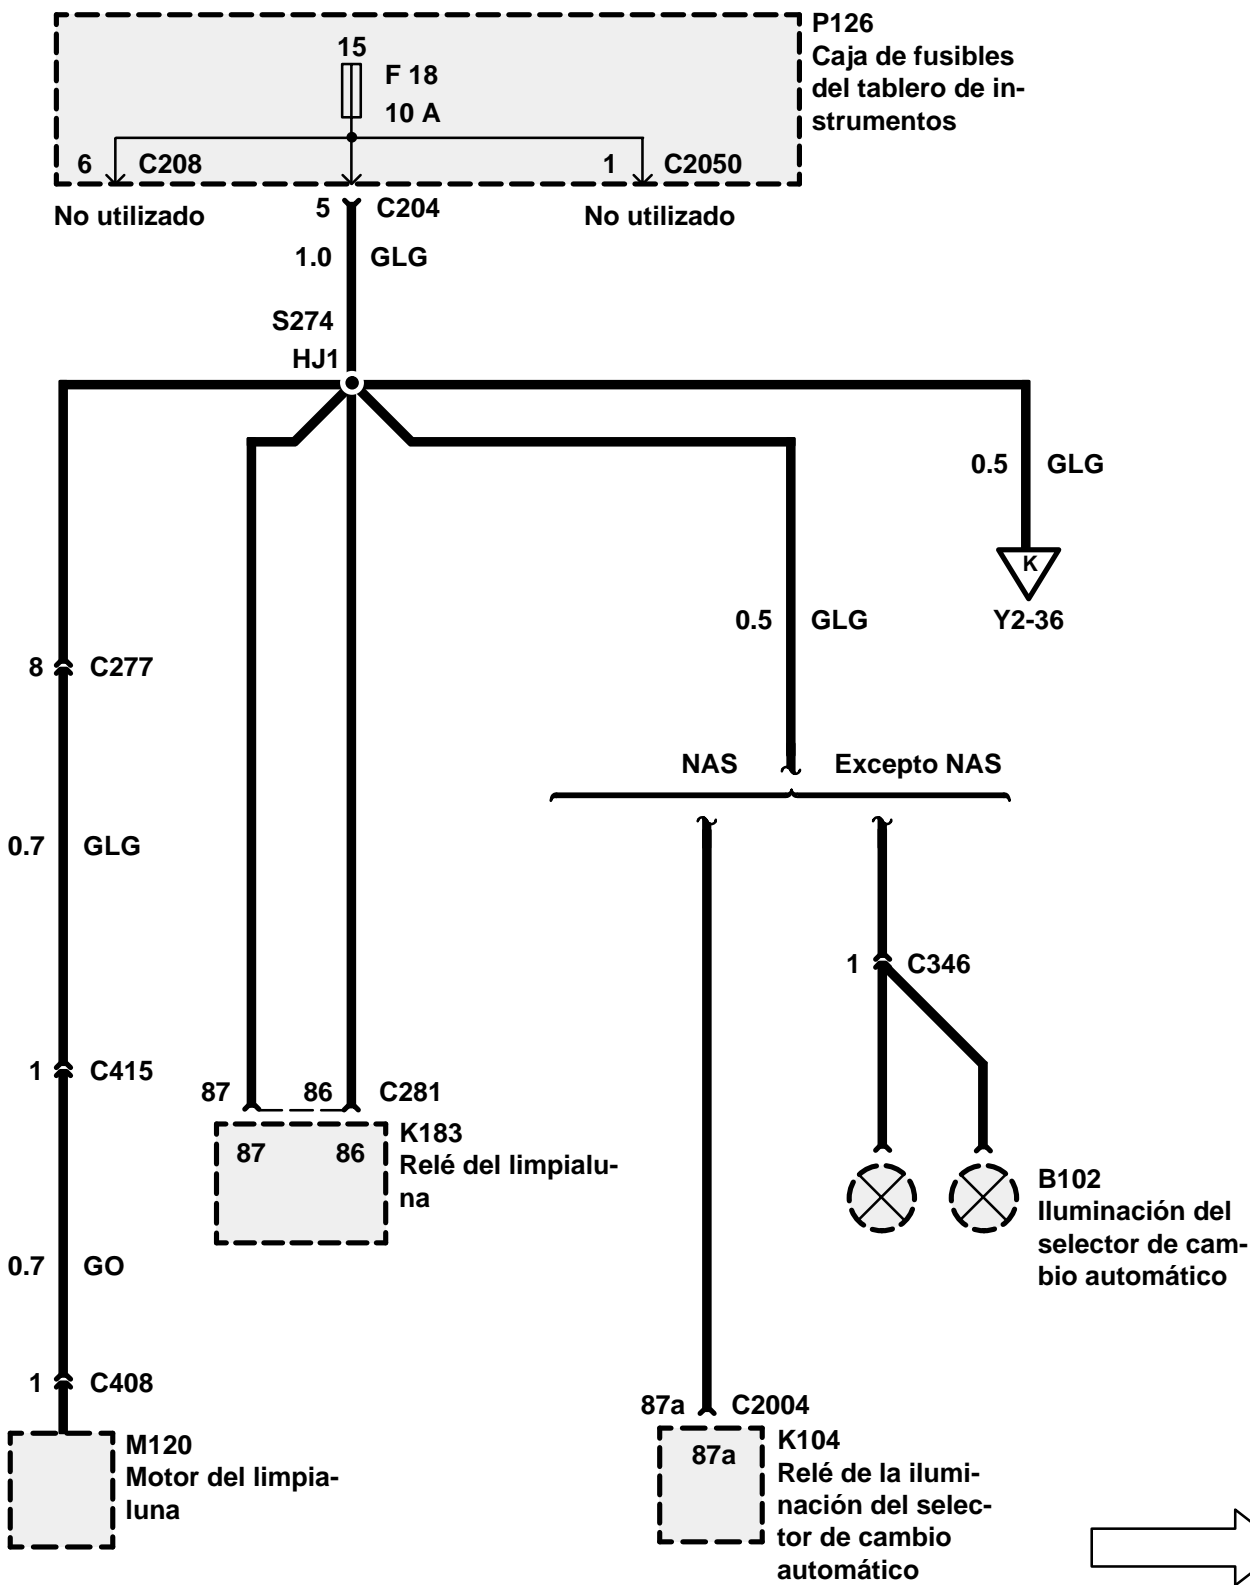 P126
Caja de fusibles
del tablero de in-
strumentos
15
F 18
10 A
6 C208
1 C2050
No utilizado
5 C204
No utilizado
1.0 GLG
S274
HJ1
0.5 GLG
K
Y2-36
0.5 GLG
8 C277
NAS Excepto NAS
0.7 GLG
1 C346
1 C415
87 86 C281
K183
Relé del limpialu-
na
87 86
B102
Iluminación del
selector de cam-
bio automático
0.7 GO
1 C408
87a C2004
M120
Motor del limpia-
luna
87a
K104
Relé de la ilumi-
nación del selec-
tor de cambio
automático